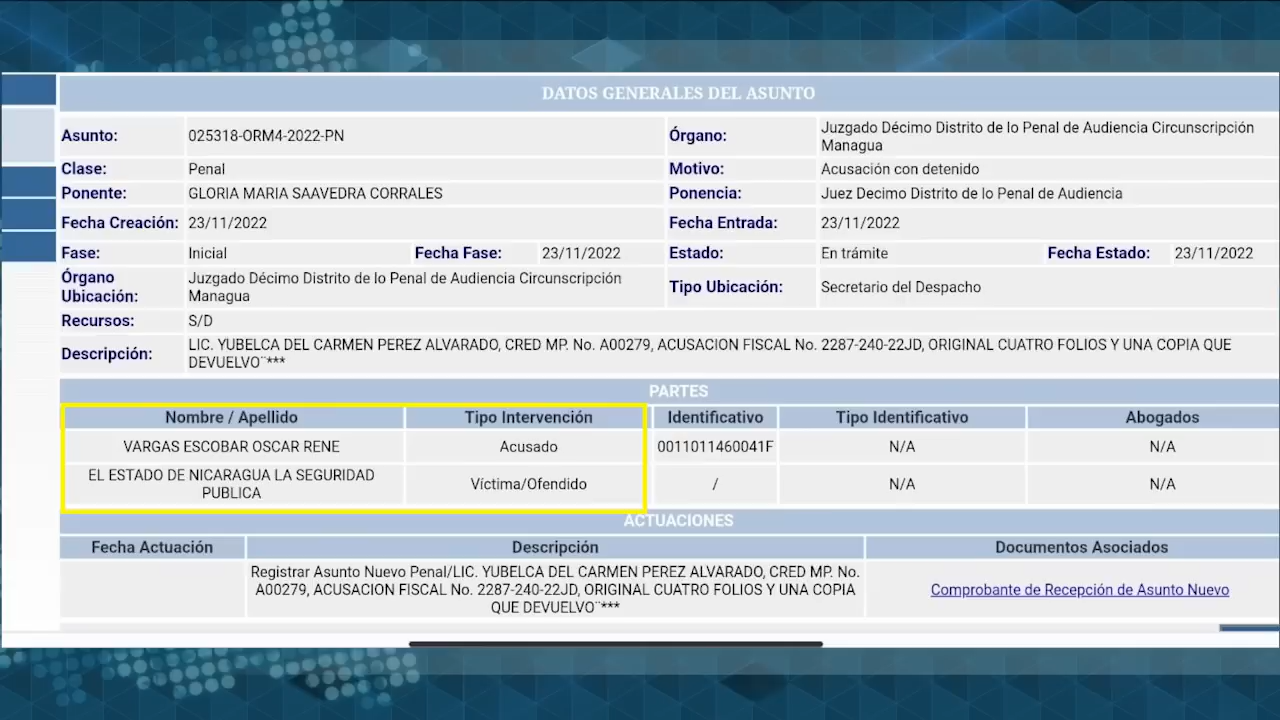 DATOS GENERALES DEL ASUNTO
Asunto: 025318-ORM4-2022-PN Órgano: Juzgado Décimo Distrito de lo Penal de Audiencia Circunscripción
Managua
Clase: Penal Motivo: Acusación con detenido
Ponente: GLORIA MARIA SAAVEDRA CORRALES Ponencia: Juez Decimo Distrito de lo Penal de Audiencia
Fecha Creación: 23/11/2022 Fecha Entrada: 23/11/2022
Fase: Inicial Fecha Fase: 23/11/2022 Estado: En trámite Fecha Estado: 23/11/2022
Órgano
Ubicación: Juzgado Décimo Distrito de lo Penal de Audiencia Circunscripción
Managua Tipo Ubicación: Secretario del Despacho
Recursos: S/D
Descripción: LIC. YUBELCA DEL CARMEN PEREZ ALVARADO, CRED MP. No. A00279, ACUSACION FISCAL No. 2287-240-22JD, ORIGINAL CUATRO FOLIOS Y UNA COPIA QUE
DEVUELVO¨***
PARTES
Nombre / Apellido Tipo Intervención Identificativo Tipo Identificativo Abogados
VARGAS ESCOBAR OSCAR RENE Acusado 0011011460041F N/A N/A
EL ESTADO DE NICARAGUA LA SEGURIDAD
PUBLICA Víctima/Ofendido / N/A N/A
ACTUACIONES
Fecha Actuación Descripción Documentos Asociados
Registrar Asunto Nuevo Penal/LIC. YUBELCA DEL CARMEN PEREZ ALVARADO, CRED MP. No.
A00279, ACUSACION FISCAL No. 2287-240-22JD, ORIGINAL CUATRO FOLIOS Y UNA COPIA
QUE DEVUELVO¨*** Comprobante de Recepción de Asunto Nuevo